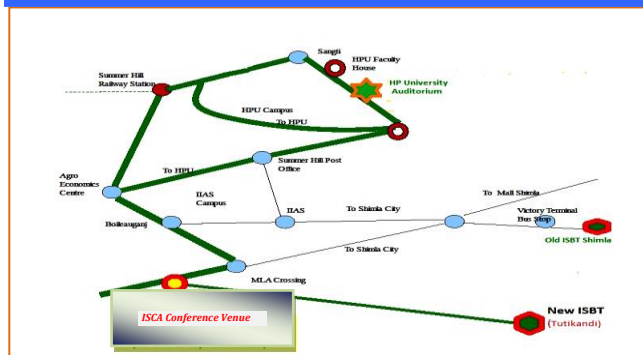 Sangti
HPU Faculty
House
Summer Hill
Railway Station
HP University
Auditorium
HPU Campus
To HPU
To HPU
Summer Hill Post
Office
Agro
Economics
Centre
IIAS
Campus
IIAS
To Shimla City
To Mall Shimla
Victory Terminal
Bus Stop
Boileauganj
Old ISBT Shimla
To Shimla City
MLA Crossing
ISCA Conference Venue
New ISBT
(Tutikandi)